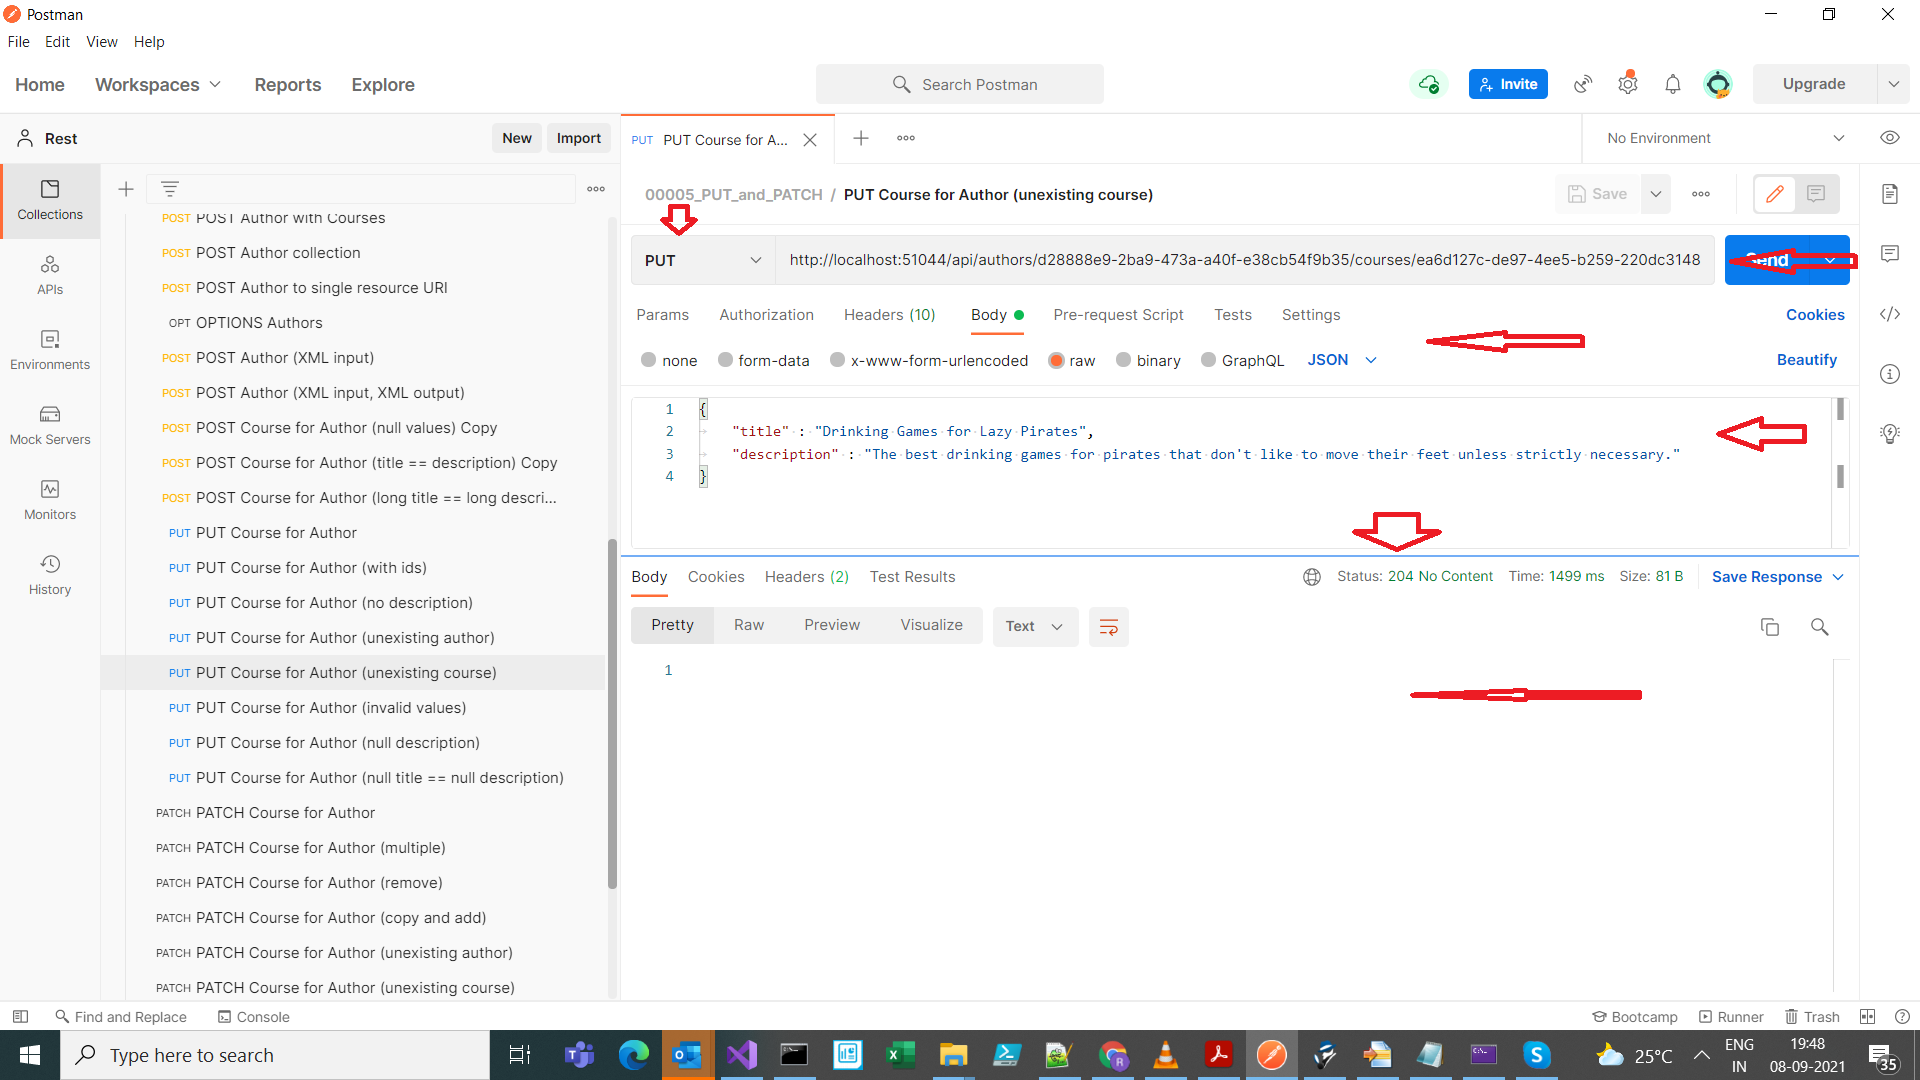 Postman
File Edit View Help
Home Workspaces Reports Explore
Search Postman
Invite
Upgrade
Rest
New Import
PUT PUT Course for A...
No Environment
Collections
APIs
Environments
Mock Servers
Monitors
History
POST POST Author with Courses
POST POST Author collection
POST POST Author to single resource URI
OPT OPTIONS Authors
POST POST Author (XML input)
POST POST Author (XML input, XML output)
POST POST Course for Author (null values) Copy
POST POST Course for Author (title == description) Copy
POST POST Course for Author (long title == long descri...
PUT PUT Course for Author
PUT PUT Course for Author (with ids)
PUT PUT Course for Author (no description)
PUT PUT Course for Author (unexisting author)
PUT PUT Course for Author (unexisting course)
PUT PUT Course for Author (invalid values)
PUT PUT Course for Author (null description)
PUT PUT Course for Author (null title == null description)
PATCH PATCH Course for Author
PATCH PATCH Course for Author (multiple)
PATCH PATCH Course for Author (remove)
PATCH PATCH Course for Author (copy and add)
PATCH PATCH Course for Author (unexisting author)
PATCH PATCH Course for Author (unexisting course)
00005_PUT_and_PATCH / PUT Course for Author (unexisting course)
Save
PUT http://localhost:51044/api/authors/d28888e9-2ba9-473a-a40f-e38cb54f9b35/courses/ea6d127c-de97-4ee5-b259-220dc3148
Send
Params Authorization Headers (10) Body Pre-request Script Tests Settings Cookies
none form-data x-www-form-urlencoded raw binary GraphQL JSON Beautify
1 {
2 "title" : "Drinking Games for Lazy Pirates",
3 "description" : "The best drinking games for pirates that don't like to move their feet unless strictly necessary."
4 }
Body Cookies Headers (2) Test Results
Status: 204 No Content Time: 1499 ms Size: 81 B Save Response
Pretty Raw Preview Visualize Text
1
Find and Replace Console
Bootcamp Runner Trash
Type here to search
25°C
ENG
IN
19:48
08-09-2021
35